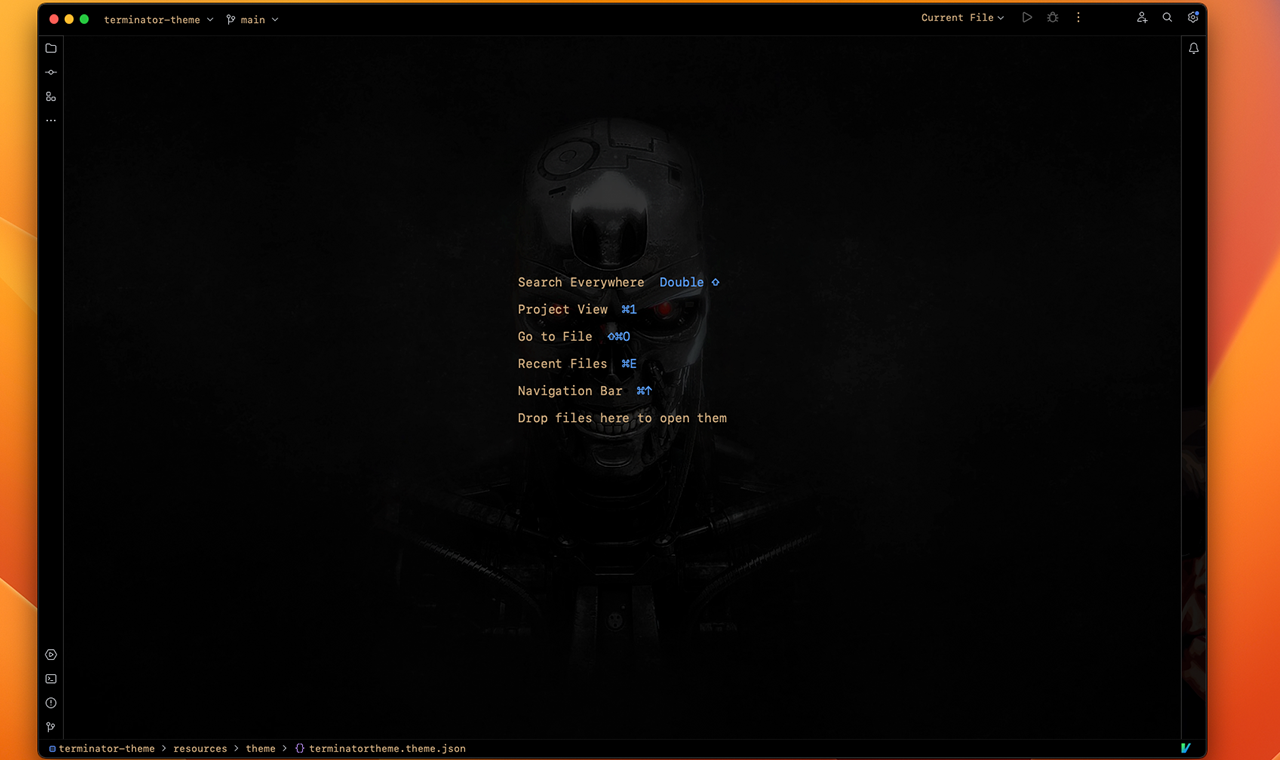 terminator-theme main Current File
Search Everywhere Double ⇧
Project View ⌘1
Go to File ⇧⌘O
Recent Files ⌘E
Navigation Bar ⌘↑
Drop files here to open them
terminator-theme > resources > theme > {} terminatortheme.theme.json